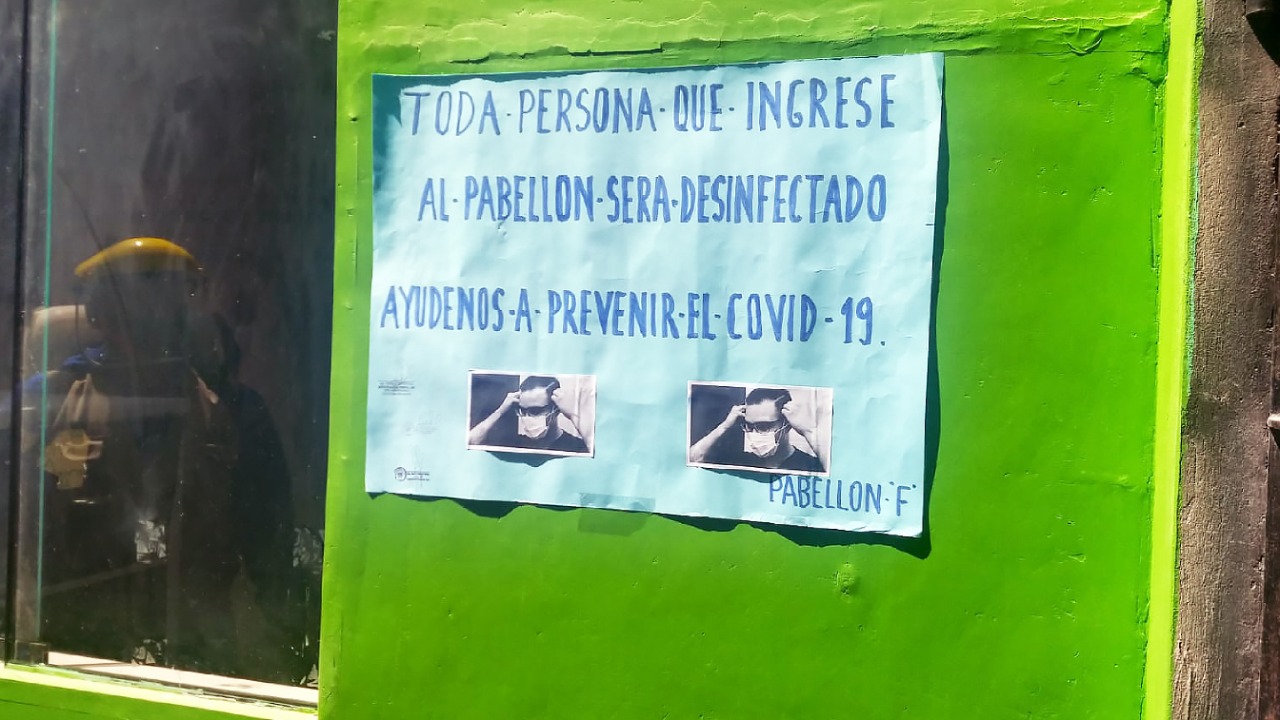 TODA·PERSONA·QUE·INGRESE
AL·PABELLON·SERA·DESINFECTADO
AYUDENOS·A·PREVENIR·EL·COVID-19.
PABELLON·"F"